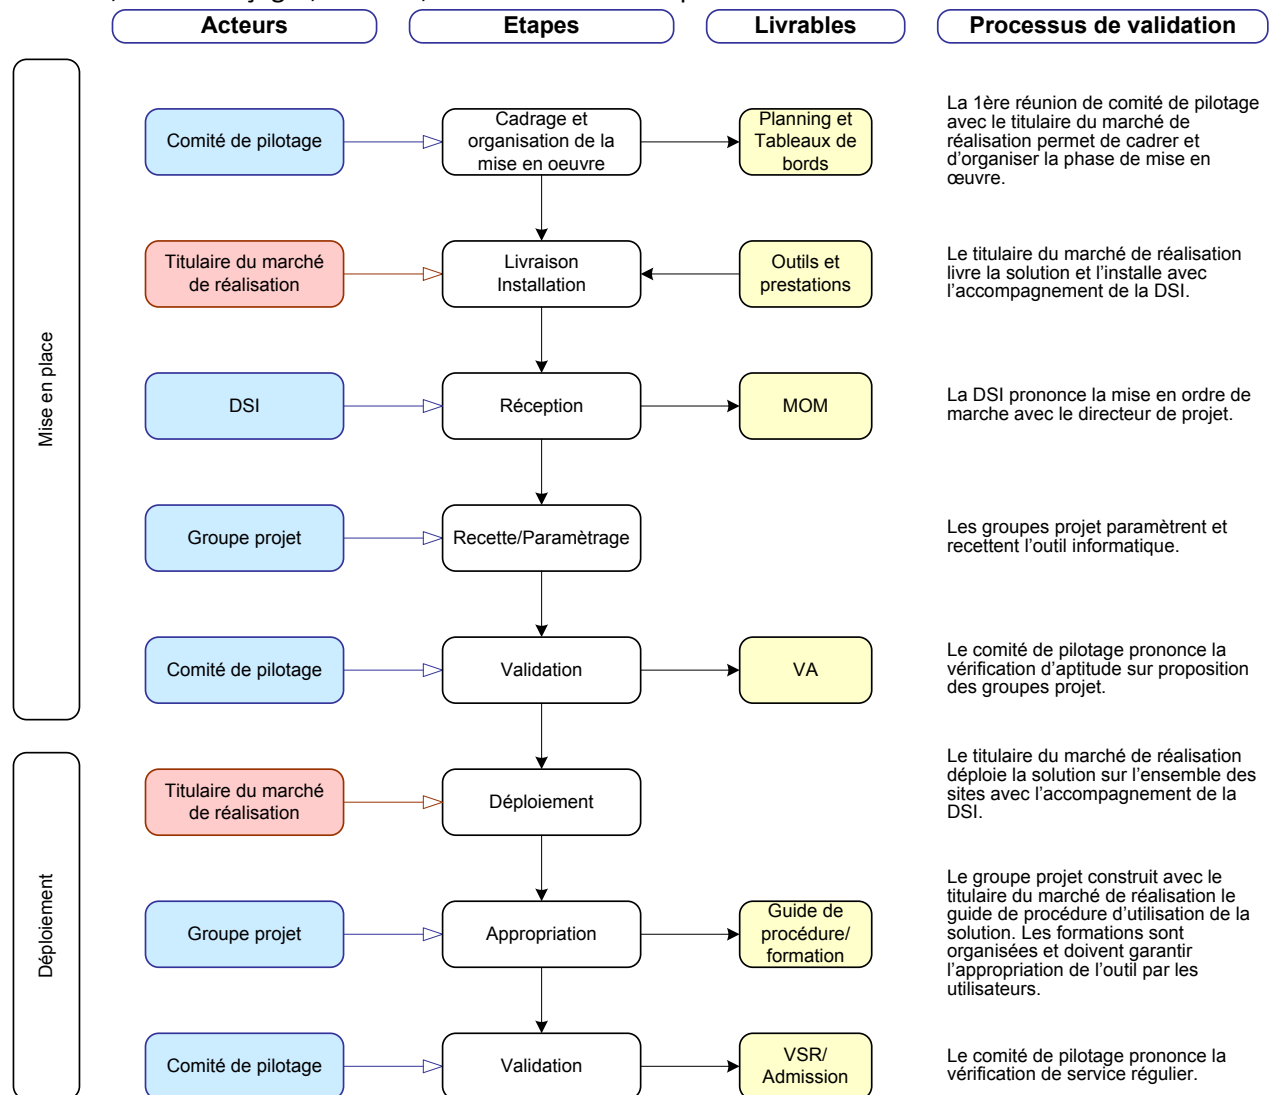 Acteurs
Etapes
Livrables
Processus de validation
Mise en place
Comité de pilotage
Cadrage et
organisation de la
mise en oeuvre
Planning et
Tableaux de
bords
La 1ère réunion de comité de pilotage
avec le titulaire du marché de
réalisation permet de cadrer et
d’organiser la phase de mise en
œuvre.
Titulaire du marché
de réalisation
Livraison
Installation
Outils et
prestations
Le titulaire du marché de réalisation
livre la solution et l’installe avec
l’accompagnement de la DSI.
DSI
Réception
MOM
La DSI prononce la mise en ordre de
marche avec le directeur de projet.
Groupe projet
Recette/Paramètrage
Les groupes projet paramètrent et
recettent l’outil informatique.
Comité de pilotage
Validation
VA
Le comité de pilotage prononce la
vérification d’aptitude sur proposition
des groupes projet.
Déploiement
Titulaire du marché
de réalisation
Déploiement
Le titulaire du marché de réalisation
déploie la solution sur l’ensemble des
sites avec l’accompagnement de la
DSI.
Groupe projet
Appropriation
Guide de
procédure/
formation
Le groupe projet construit avec le
titulaire du marché de réalisation le
guide de procédure d’utilisation de la
solution. Les formations sont
organisées et doivent garantir
l’appropriation de l’outil par les
utilisateurs.
Comité de pilotage
Validation
VSR/
Admission
Le comité de pilotage prononce la
vérification de service régulier.